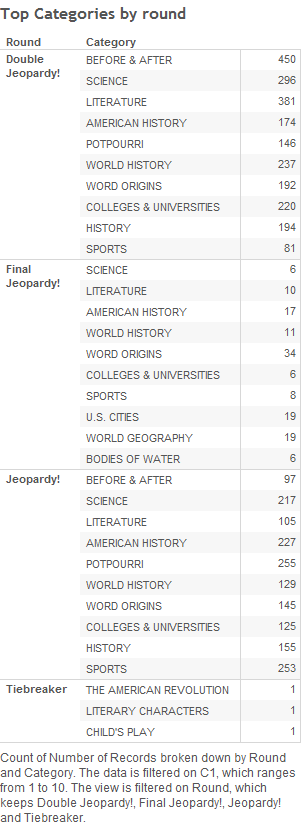 Top Categories by round
Round Category
Double Jeopardy! BEFORE & AFTER 450
SCIENCE 296
LITERATURE 381
AMERICAN HISTORY 174
POTPOURRI 146
WORLD HISTORY 237
WORD ORIGINS 192
COLLEGES & UNIVERSITIES 220
HISTORY 194
SPORTS 81
Final Jeopardy! SCIENCE 6
LITERATURE 10
AMERICAN HISTORY 17
WORLD HISTORY 11
WORD ORIGINS 34
COLLEGES & UNIVERSITIES 6
SPORTS 8
U.S. CITIES 19
WORLD GEOGRAPHY 19
BODIES OF WATER 6
Jeopardy! BEFORE & AFTER 97
SCIENCE 217
LITERATURE 105
AMERICAN HISTORY 227
POTPOURRI 255
WORLD HISTORY 129
WORD ORIGINS 145
COLLEGES & UNIVERSITIES 125
HISTORY 155
SPORTS 253
Tiebreaker THE AMERICAN REVOLUTION 1
LITERARY CHARACTERS 1
CHILD'S PLAY 1
Count of Number of Records broken down by Round
and Category. The data is filtered on C1, which ranges
from 1 to 10. The view is filtered on Round, which
keeps Double Jeopardy!, Final Jeopardy!, Jeopardy!
and Tiebreaker.